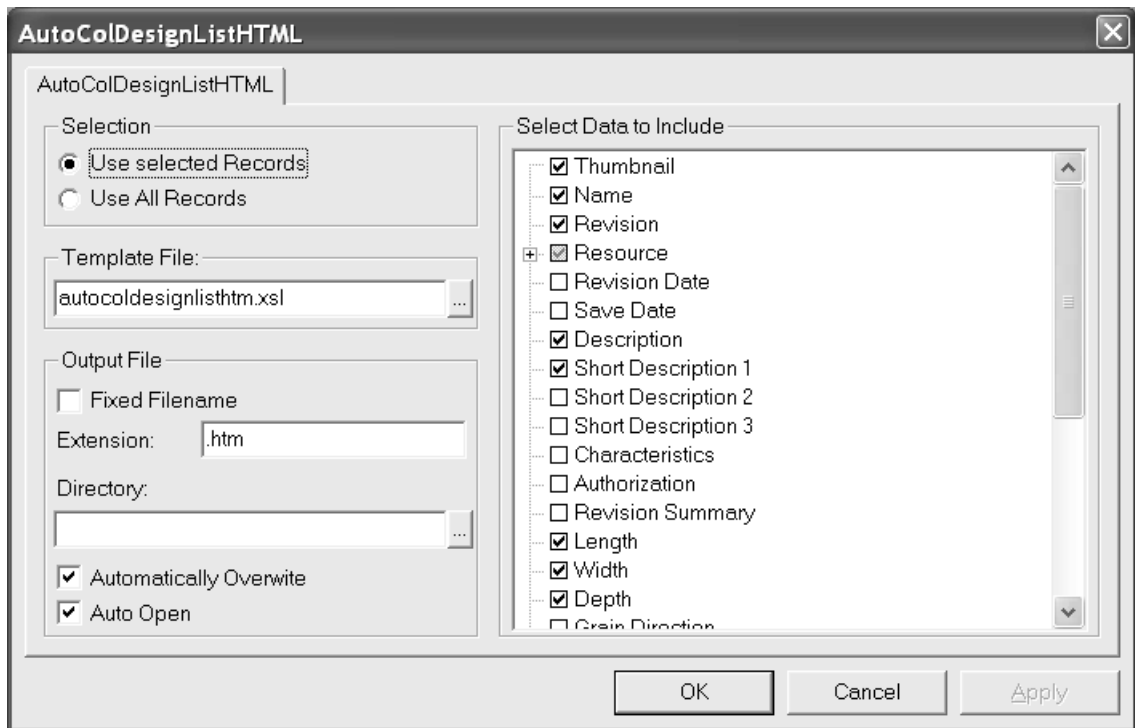 AutoColDesignListHTML
AutoColDesignListHTML
Selection
Use selected Records
Use All Records
Template File:
autocoldesignlisthtm.xsl
...
Output File
Fixed Filename
Extension:
.htm
Directory:
...
Automatically Overwite
Auto Open
Select Data to Include
Thumbnail
Name
Revision
Resource
Revision Date
Save Date
Description
Short Description 1
Short Description 2
Short Description 3
Characteristics
Authorization
Revision Summary
Length
Width
Depth
Grain Direction
OK
Cancel
Apply